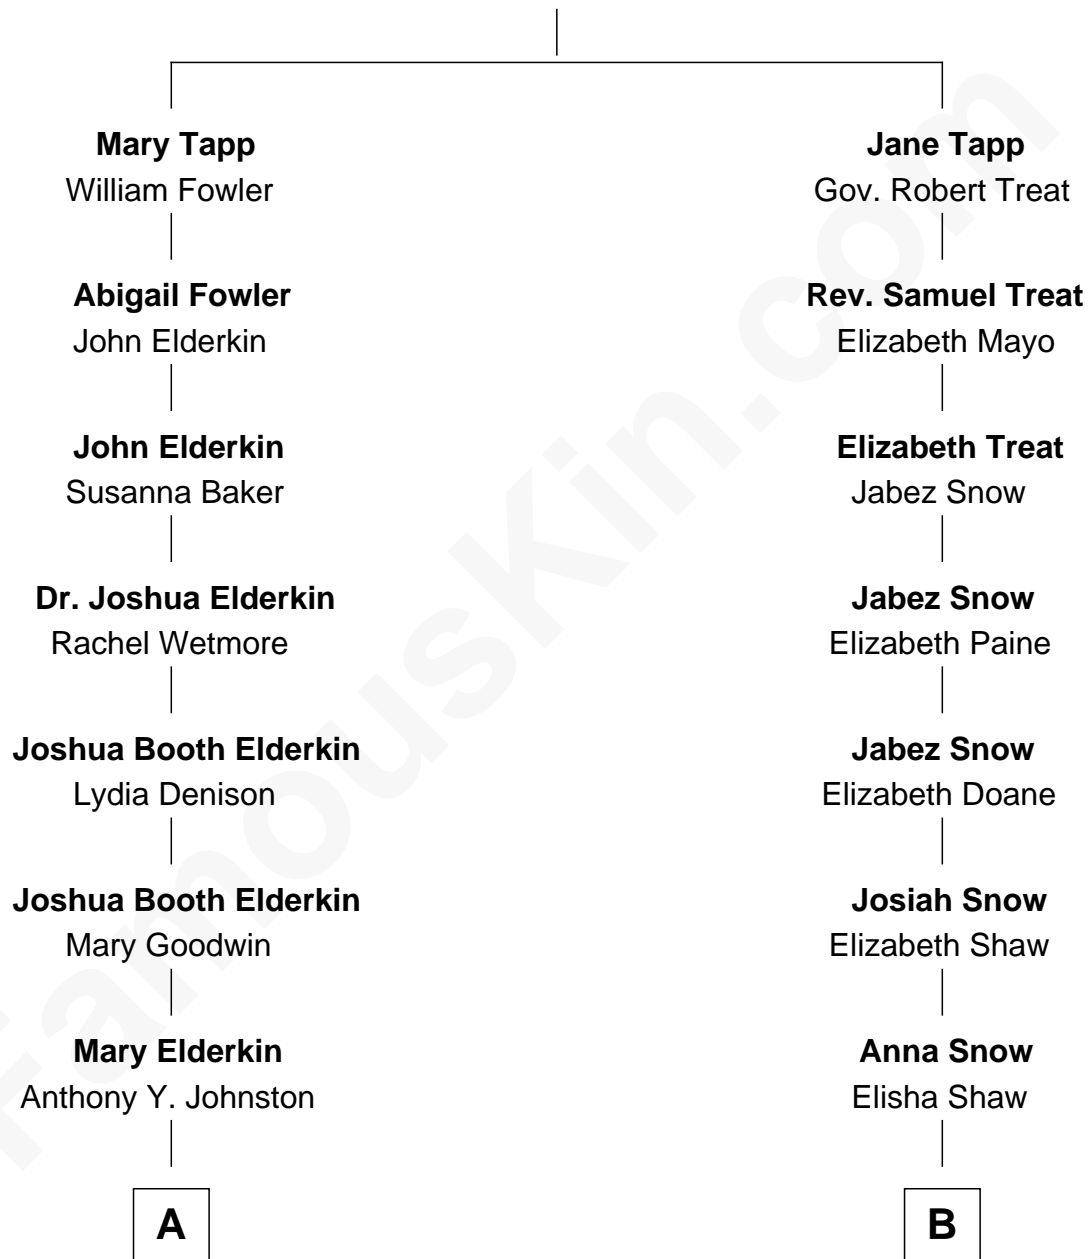 Mary Tapp
William Fowler
Abigail Fowler
John Elderkin
John Elderkin
Susanna Baker
Dr. Joshua Elderkin
Rachel Wetmore
Joshua Booth Elderkin
Lydia Denison
Joshua Booth Elderkin
Mary Goodwin
Mary Elderkin
Anthony Y. Johnston
A
Jane Tapp
Gov. Robert Treat
Rev. Samuel Treat
Elizabeth Mayo
Elizabeth Treat
Jabez Snow
Jabez Snow
Elizabeth Paine
Jabez Snow
Elizabeth Doane
Josiah Snow
Elizabeth Shaw
Anna Snow
Elisha Shaw
B
FamousKin.com